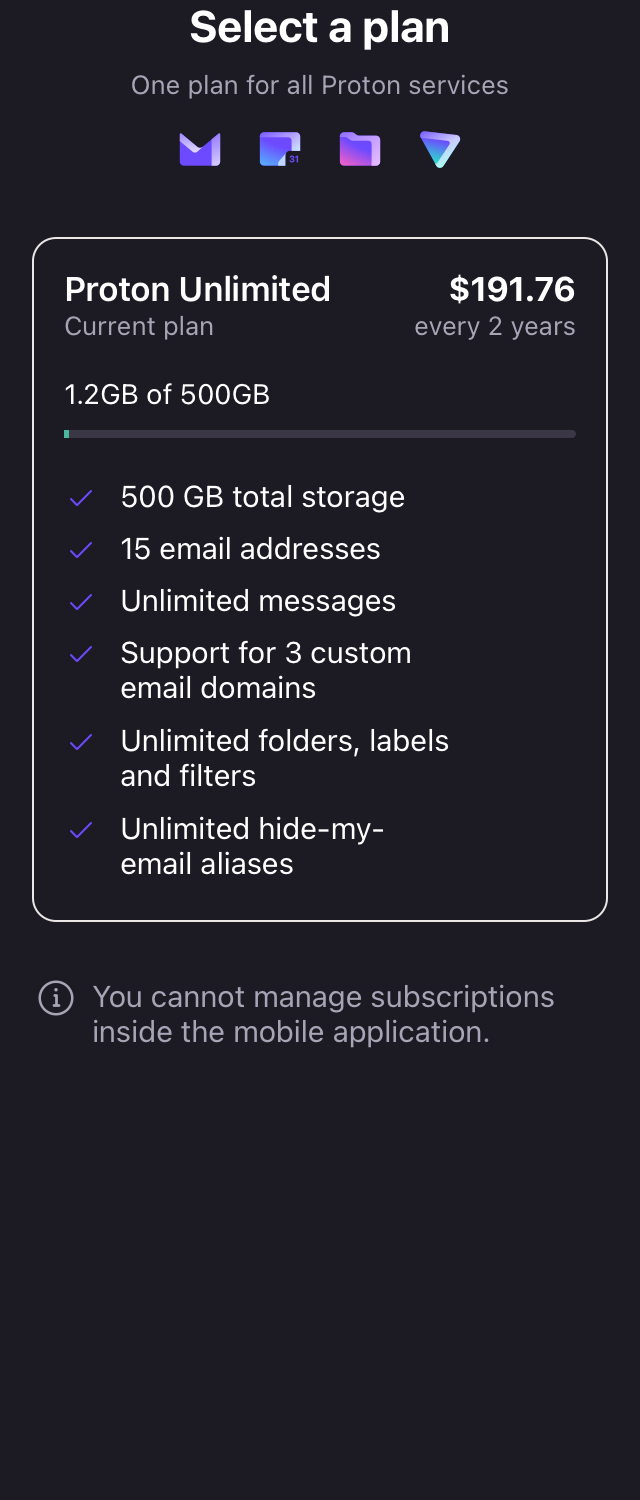 Select a plan
One plan for all Proton services
31
Proton Unlimited
$191.76
Current plan
every 2 years
1.2GB of 500GB
500 GB total storage
15 email addresses
Unlimited messages
Support for 3 custom
email domains
Unlimited folders, labels
and filters
Unlimited hide-my-
email aliases
You cannot manage subscriptions
inside the mobile application.